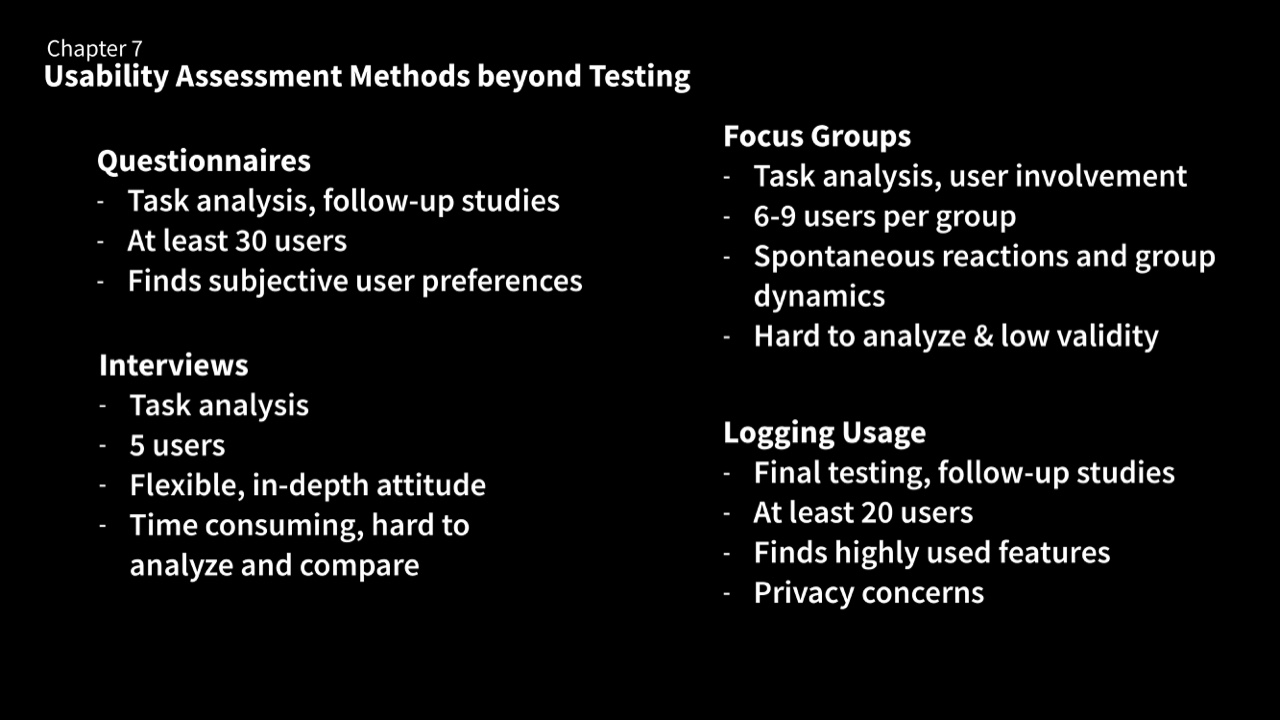 Chapter 7
Usability Assessment Methods beyond Testing
Questionnaires
- Task analysis, follow-up studies
- At least 30 users
- Finds subjective user preferences
Interviews
- Task analysis
- 5 users
- Flexible, in-depth attitude
- Time consuming, hard to
analyze and compare
Focus Groups
- Task analysis, user involvement
- 6-9 users per group
- Spontaneous reactions and group
dynamics
- Hard to analyze & low validity
Logging Usage
- Final testing, follow-up studies
- At least 20 users
- Finds highly used features
- Privacy concerns